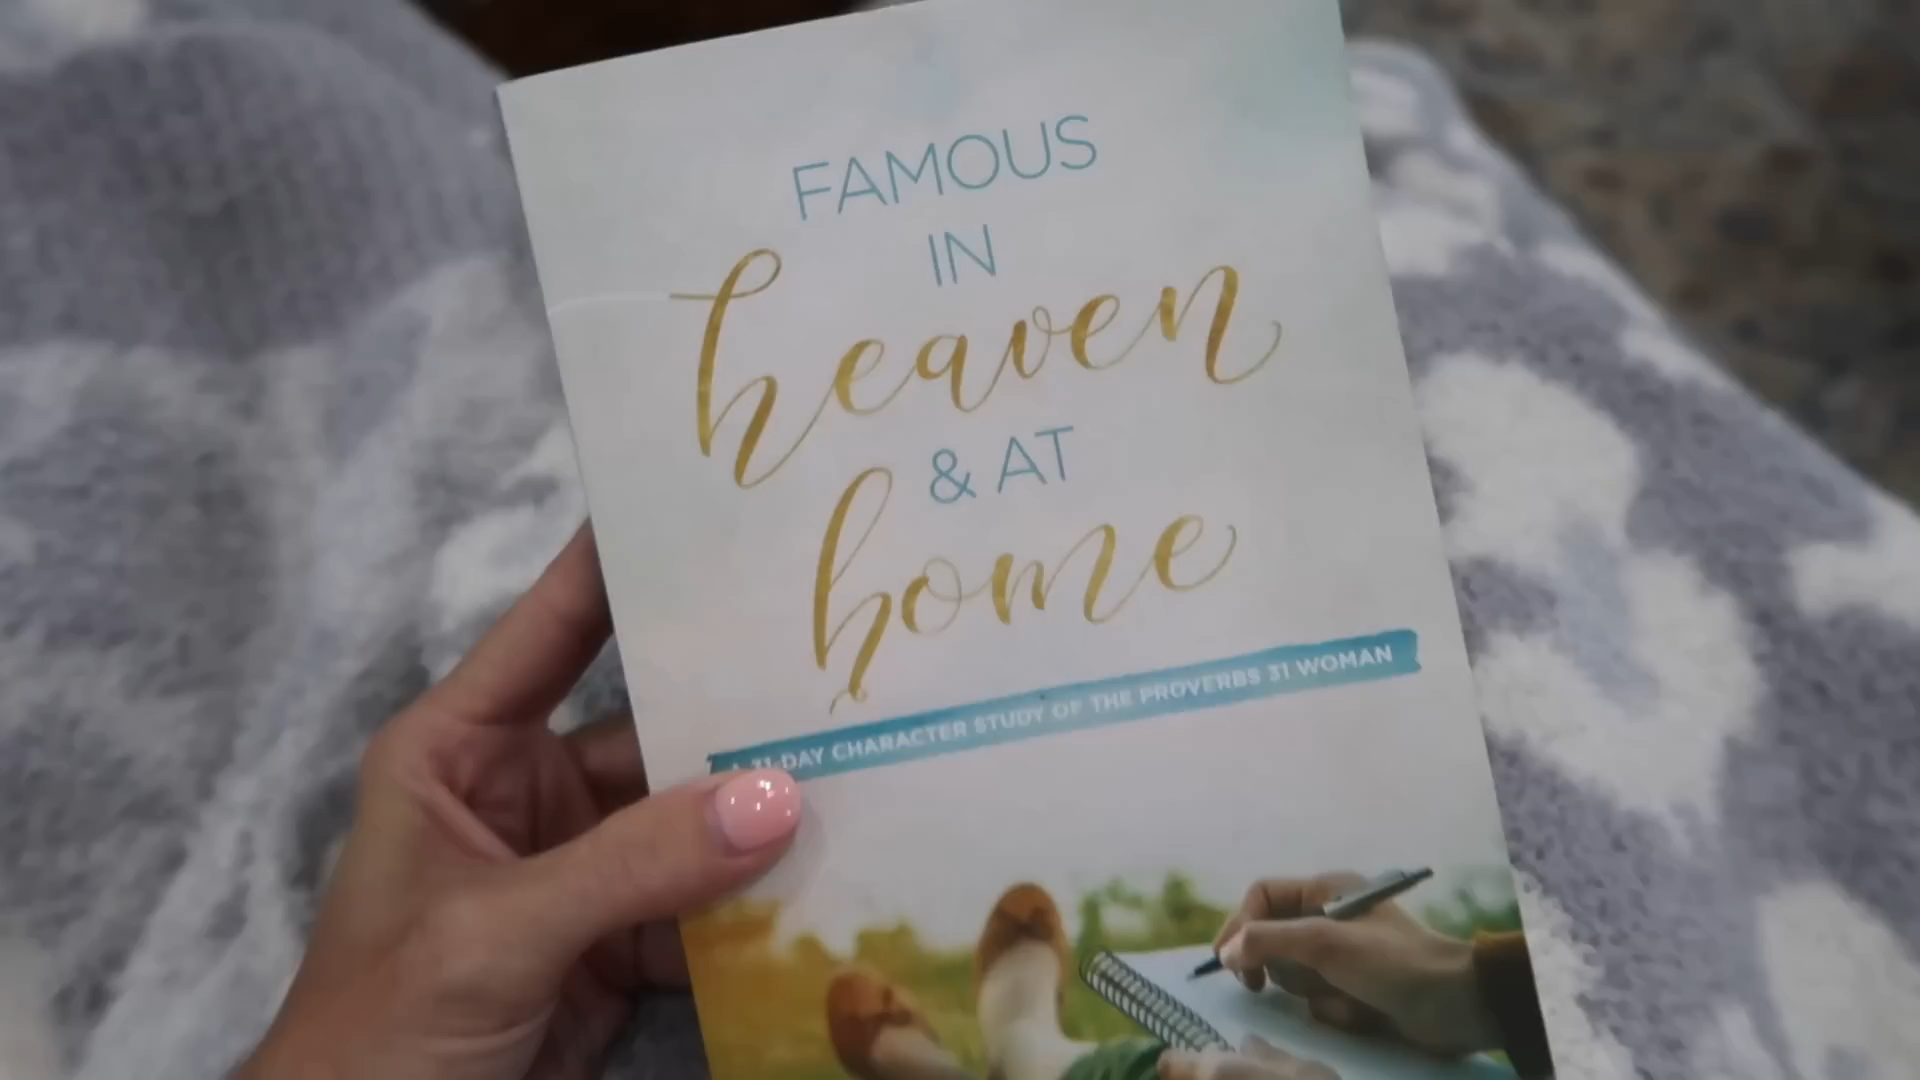 FAMOUS
IN
heaven
& AT
home
A 31-DAY CHARACTER STUDY OF THE PROVERBS 31 WOMAN